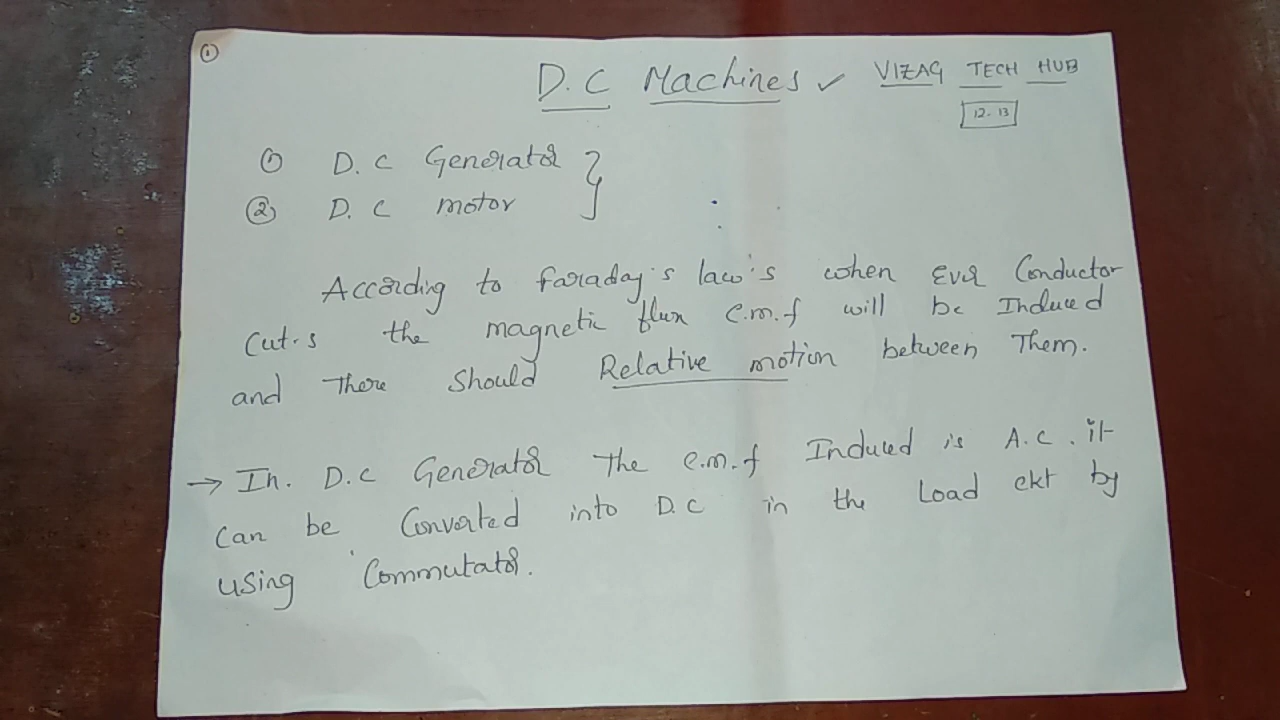 ①
D.C Machines ✓ VIZAG TECH HUB
12.13
① D.C Generator }
② D.C motor
According to faraday's law's when Ever Conductor
cut.s the magnetic flux e.m.f will be Induced
and There Should Relative motion between Them.
→ In. D.C Generator The e.m.f Induced is A.C. it
can be Converted into D.C in the Load ckt by
using Commutator.